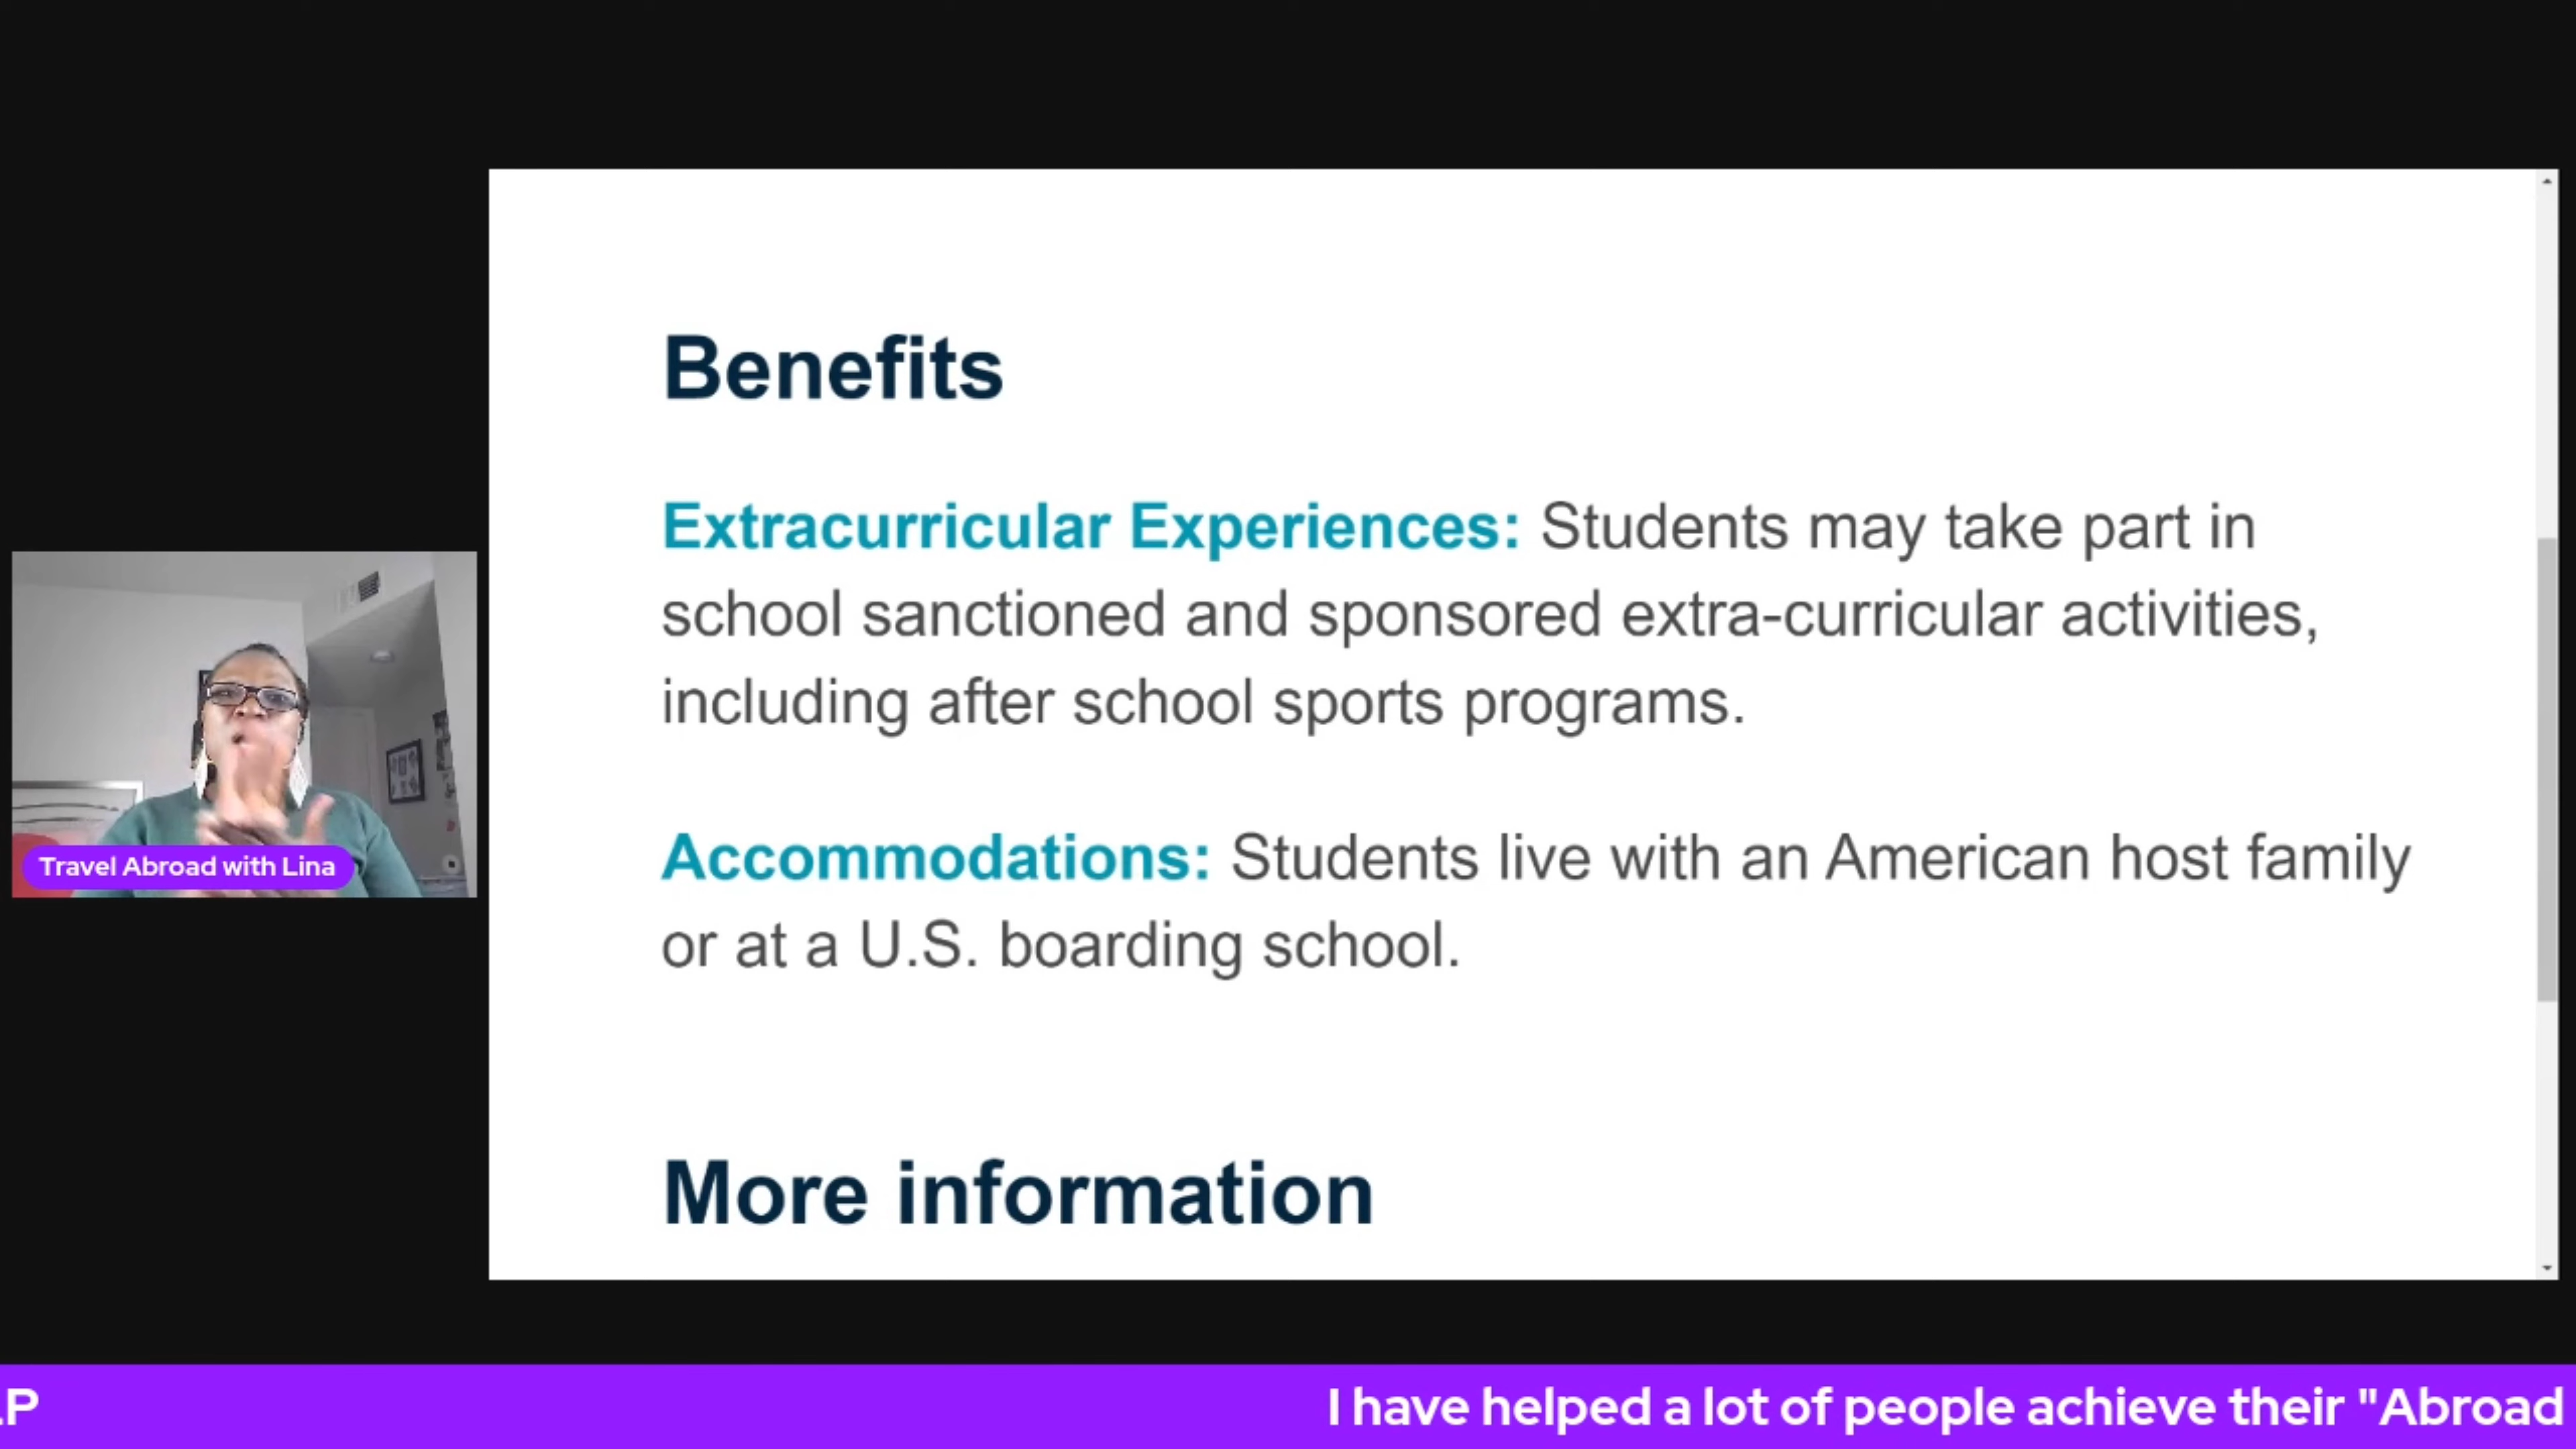 Benefits
Extracurricular Experiences: Students may take part in
school sanctioned and sponsored extra-curricular activities,
including after school sports programs.
Accommodations: Students live with an American host family
or at a U.S. boarding school.
More information
Travel Abroad with Lina
I have helped a lot of people achieve their "Abroad